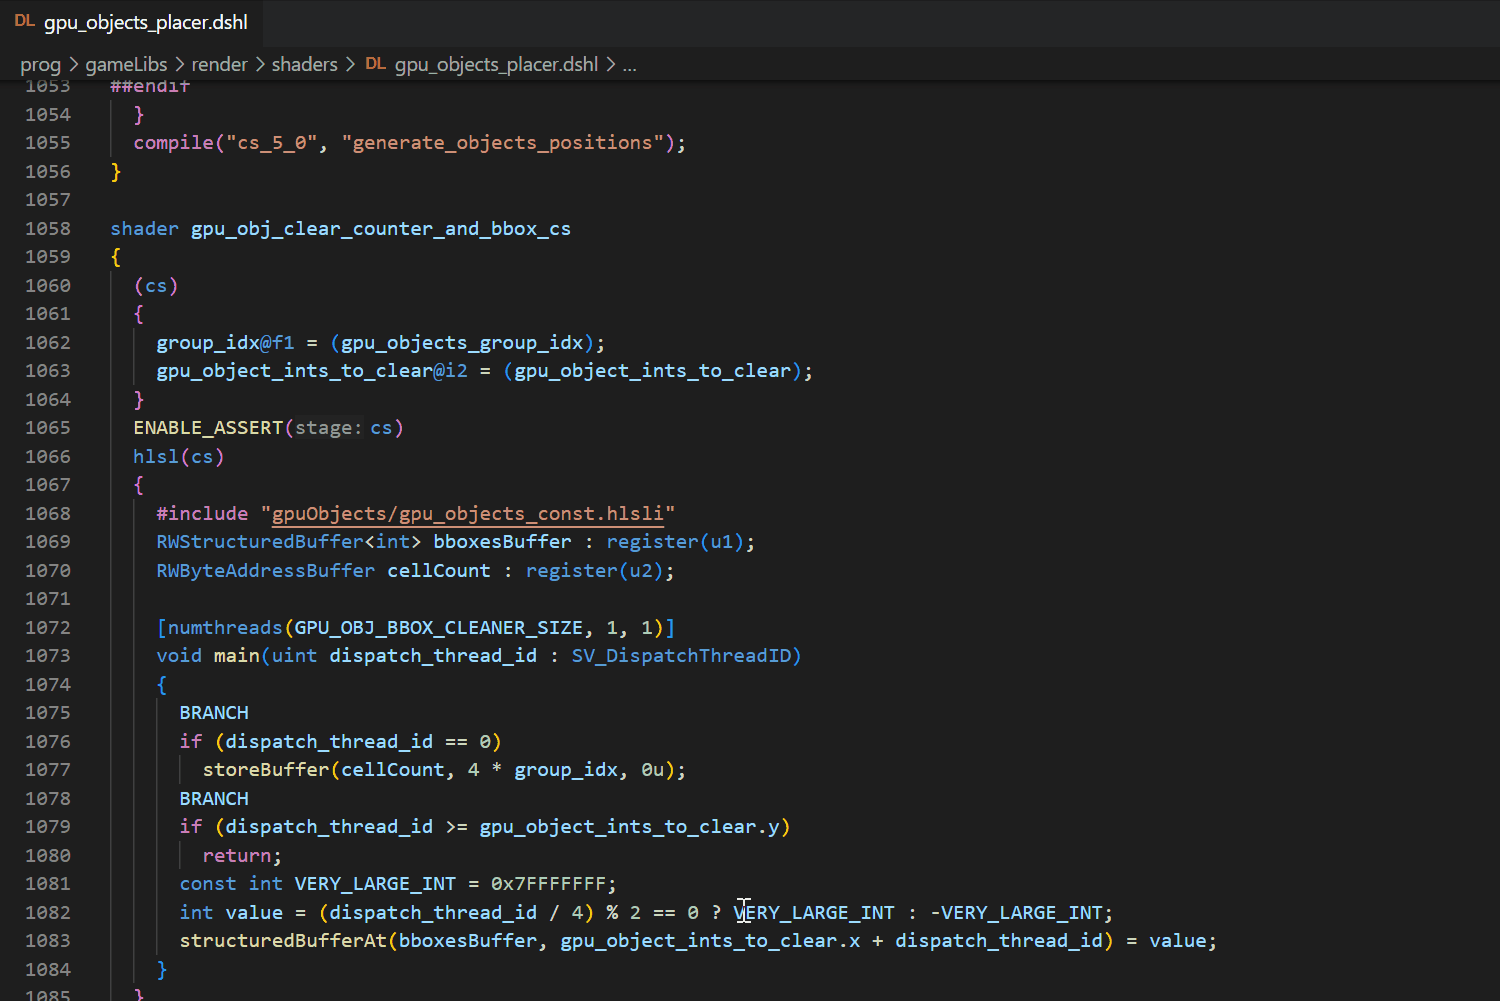 DL gpu_objects_placer.dshl
prog > gameLibs > render > shaders > DL gpu_objects_placer.dshl > ...
1053 ##endif
1054 }
1055 compile("cs_5_0", "generate_objects_positions");
1056 }
1057
1058 shader gpu_obj_clear_counter_and_bbox_cs
1059 {
1060 (cs)
1061 {
1062 group_idx@f1 = (gpu_objects_group_idx);
1063 gpu_object_ints_to_clear@i2 = (gpu_object_ints_to_clear);
1064 }
1065 ENABLE_ASSERT(stage: cs)
1066 hlsl(cs)
1067 {
1068 #include "gpuObjects/gpu_objects_const.hlsli"
1069 RWStructuredBuffer<int> bboxesBuffer : register(u1);
1070 RWByteAddressBuffer cellCount : register(u2);
1071
1072 [numthreads(GPU_OBJ_BBOX_CLEANER_SIZE, 1, 1)]
1073 void main(uint dispatch_thread_id : SV_DispatchThreadID)
1074 {
1075 BRANCH
1076 if (dispatch_thread_id == 0)
1077 storeBuffer(cellCount, 4 * group_idx, 0u);
1078 BRANCH
1079 if (dispatch_thread_id >= gpu_object_ints_to_clear.y)
1080 return;
1081 const int VERY_LARGE_INT = 0x7FFFFFFF;
1082 int value = (dispatch_thread_id / 4) % 2 == 0 ? VERY_LARGE_INT : -VERY_LARGE_INT;
1083 structuredBufferAt(bboxesBuffer, gpu_object_ints_to_clear.x + dispatch_thread_id) = value;
1084 }
1085 }